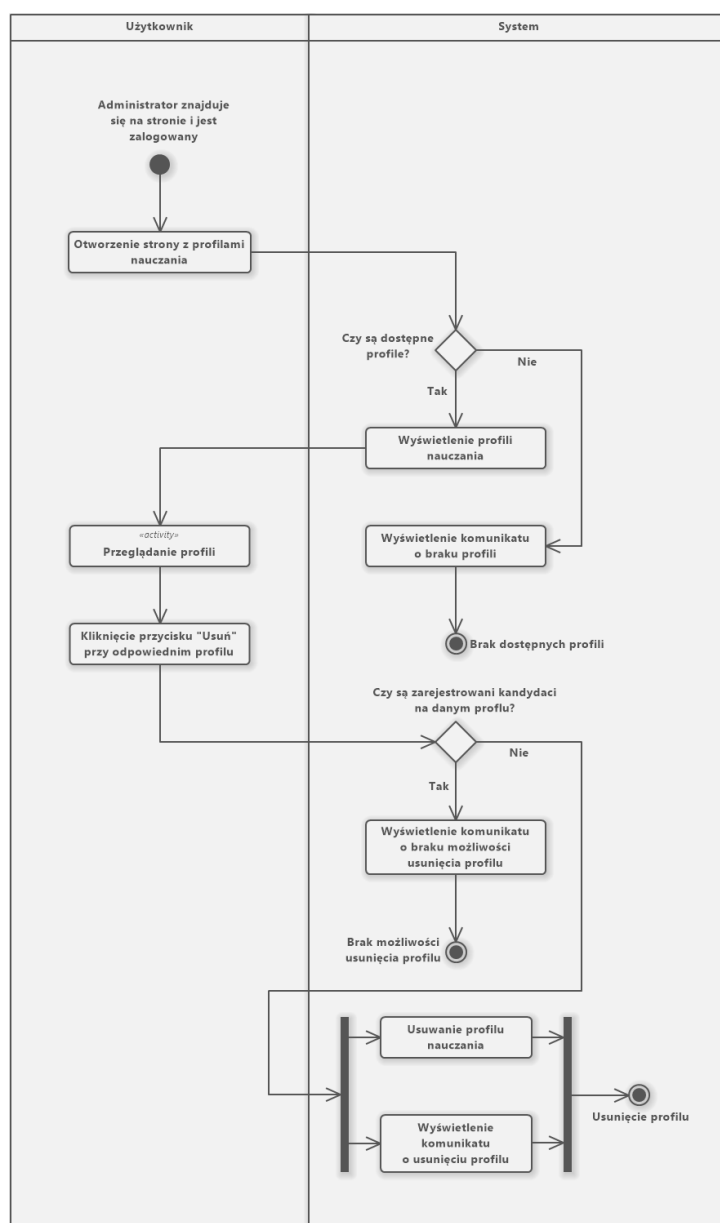 Użytkownik
System
Administrator znajduje
się na stronie i jest
zalogowany
Otworzenie strony z profilami
nauczania
Czy są dostępne
profile?
Nie
Tak
Wyświetlenie profili
nauczania
«activity»
Przeglądanie profili
Wyświetlenie komunikatu
o braku profili
Kliknięcie przycisku "Usuń"
przy odpowiednim profilu
Brak dostępnych profili
Czy są zarejestrowani kandydaci
na danym proflu?
Nie
Tak
Wyświetlenie komunikatu
o braku możliwości
usunięcia profilu
Brak możliwości
usunięcia profilu
Usuwanie profilu
nauczania
Usunięcie profilu
Wyświetlenie
komunikatu
o usunięciu profilu